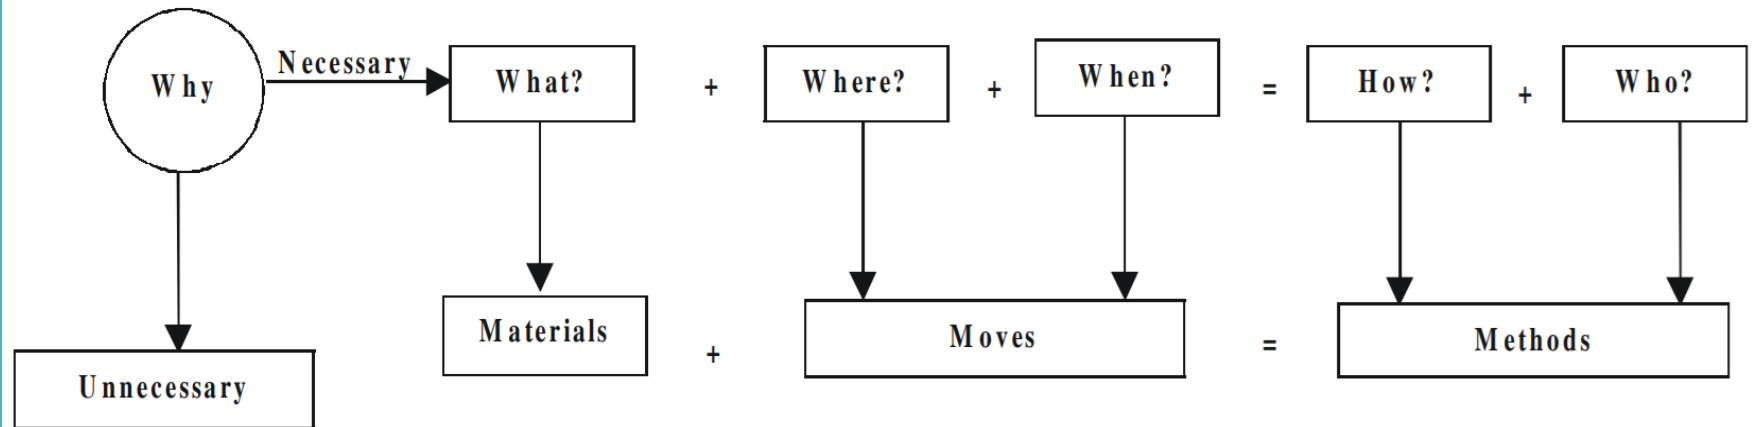 Why
Necessary
What?
+
Where?
+
When?
=
How?
+
Who?
Unnecessary
Materials
+
Moves
=
Methods